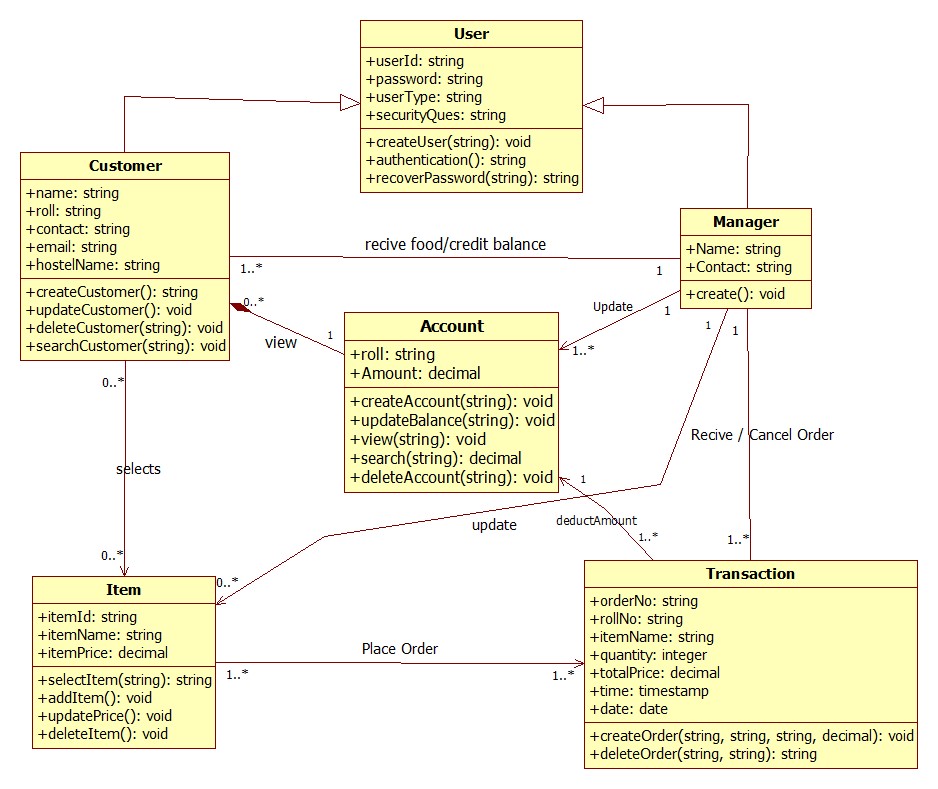 User
+userId: string
+password: string
+userType: string
+securityQues: string
+createUser(string): void
+authentication(): string
+recoverPassword(string): string
Customer
+name: string
+roll: string
+contact: string
+email: string
+hostelName: string
+createCustomer(): string
+updateCustomer(): void
+deleteCustomer(string): void
+searchCustomer(string): void
Manager
+Name: string
+Contact: string
+create(): void
recive food/credit balance
1..*
1
0..*
view
1
Update
1
1..*
Account
+roll: string
+Amount: decimal
+createAccount(string): void
+updateBalance(string): void
+view(string): void
+search(string): decimal
+deleteAccount(string): void
1
1
0..*
selects
0..*
Recive / Cancel Order
1..*
update
0..*
1
deductAmount
1..*
Item
+itemId: string
+itemName: string
+itemPrice: decimal
+selectItem(string): string
+addItem(): void
+updatePrice(): void
+deleteItem(): void
Place Order
1..*
1..*
Transaction
+orderNo: string
+rollNo: string
+itemName: string
+quantity: integer
+totalPrice: decimal
+time: timestamp
+date: date
+createOrder(string, string, string, decimal): void
+deleteOrder(string, string): string